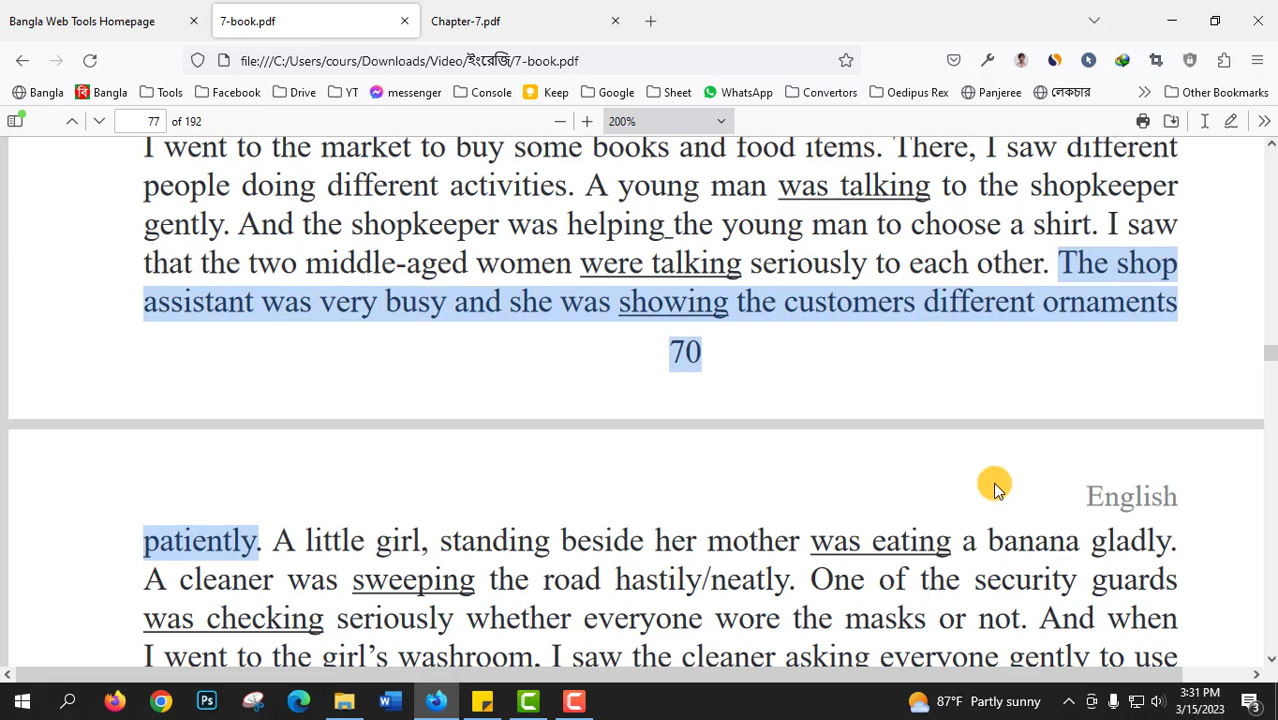 Bangla Web Tools Homepage
7-book.pdf
Chapter-7.pdf
file:///C:/Users/cours/Downloads/Video/ইংরেজি/7-book.pdf
Bangla
Bangla
Tools
Facebook
Drive
YT
messenger
Console
Keep
Google
Sheet
WhatsApp
Convertors
Oedipus Rex
Panjeree
লেকচার
Other Bookmarks
77 of 192
200%
I went to the market to buy some books and food items. There, I saw different
people doing different activities. A young man was talking to the shopkeeper
gently. And the shopkeeper was helping the young man to choose a shirt. I saw
that the two middle-aged women were talking seriously to each other. The shop
assistant was very busy and she was showing the customers different ornaments
70
English
patiently. A little girl, standing beside her mother was eating a banana gladly.
A cleaner was sweeping the road hastily/neatly. One of the security guards
was checking seriously whether everyone wore the masks or not. And when
I went to the girl's washroom, I saw the cleaner asking everyone gently to use
87°F Partly sunny
3:31 PM
3/15/2023